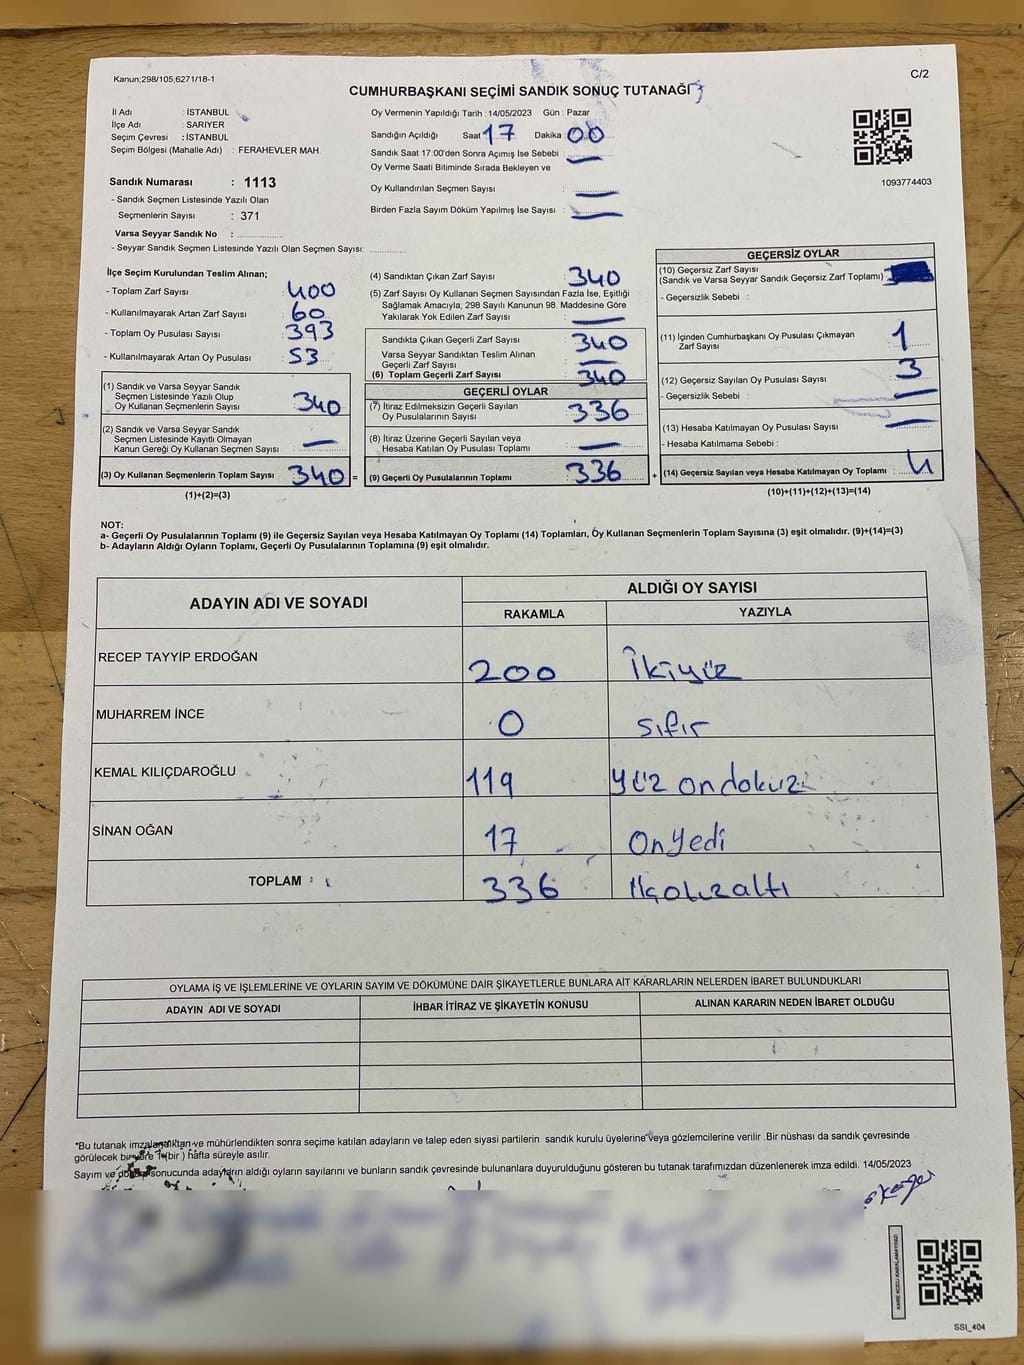 Kanun;298/105,6271/18-1
C/2
CUMHURBAŞKANI SEÇİMİ SANDIK SONUÇ TUTANAĞI
İl Adı : İSTANBUL
İlçe Adı : SARIYER
Seçim Çevresi : İSTANBUL
Seçim Bölgesi (Mahalle Adı) : FERAHEVLER MAH.
Sandık Numarası : 1113
- Sandık Seçmen Listesinde Yazılı Olan
Seçmenlerin Sayısı : 371
Varsa Seyyar Sandık No :
- Seyyar Sandık Seçmen Listesinde Yazılı Olan Seçmen Sayısı:
Oy Vermenin Yapıldığı Tarih : 14/05/2023 Gün : Pazar
Sandığın Açıldığı Saat 17 Dakika : 00
Sandık Saat 17:00'den Sonra Açımış İse Sebebi : —
Oy Verme Saati Bitiminde Sırada Bekleyen ve
Oy Kullandırılan Seçmen Sayısı : —
Birden Fazla Sayım Döküm Yapılmış İse Sayısı : —
1093774403
İlçe Seçim Kurulundan Teslim Alınan;
- Toplam Zarf Sayısı : 400
- Kullanılmayarak Artan Zarf Sayısı : 60
- Toplam Oy Pusulası Sayısı : 393
- Kullanılmayarak Artan Oy Pusulası : 53
(1) Sandık ve Varsa Seyyar Sandık
Seçmen Listesinde Yazılı Olup
Oy Kullanan Seçmenlerin Sayısı : 340
(2) Sandık ve Varsa Seyyar Sandık
Seçmen Listesinde Kayıtlı Olmayan
Kanun Gereği Oy Kullanan Seçmen Sayısı : —
(3) Oy Kullanan Seçmenlerin Toplam Sayısı : 340 =
(1)+(2)=(3)
(4) Sandıktan Çıkan Zarf Sayısı : 340
(5) Zarf Sayısı Oy Kullanan Seçmen Sayısından Fazla İse, Eşitliği
Sağlamak Amacıyla; 298 Sayılı Kanunun 98. Maddesine Göre
Yakılarak Yok Edilen Zarf Sayısı : —
Sandıkta Çıkan Geçerli Zarf Sayısı : 340
Varsa Seyyar Sandıktan Teslim Alınan
Geçerli Zarf Sayısı : —
(6) Toplam Geçerli Zarf Sayısı : 340
GEÇERLİ OYLAR
(7) İtiraz Edilmeksizin Geçerli Sayılan
Oy Pusulalarının Sayısı : 336
(8) İtiraz Üzerine Geçerli Sayılan veya
Hesaba Katılan Oy Pusulası Toplamı : —
(9) Geçerli Oy Pusulalarının Toplamı : 336 +
GEÇERSİZ OYLAR
(10) Geçersiz Zarf Sayısı
(Sandık ve Varsa Seyyar Sandık Geçersiz Zarf Toplamı) :
- Geçersizlik Sebebi :
(11) İçinden Cumhurbaşkanı Oy Pusulası Çıkmayan
Zarf Sayısı : 1
(12) Geçersiz Sayılan Oy Pusulası Sayısı : 3
- Geçersizlik Sebebi : —
(13) Hesaba Katılmayan Oy Pusulası Sayısı : —
- Hesaba Katılmama Sebebi :
(14) Geçersiz Sayılan veya Hesaba Katılmayan Oy Toplamı : 4
(10)+(11)+(12)+(13)=(14)
NOT:
a- Geçerli Oy Pusulalarının Toplamı (9) ile Geçersiz Sayılan veya Hesaba Katılmayan Oy Toplamı (14) Toplamları, Oy Kullanan Seçmenlerin Toplam Sayısına (3) eşit olmalıdır. (9)+(14)=(3)
b- Adayların Aldığı Oyların Toplamı, Geçerli Oy Pusulalarının Toplamına (9) eşit olmalıdır.
ADAYIN ADI VE SOYADI
ALDIĞI OY SAYISI
RAKAMLA YAZIYLA
RECEP TAYYİP ERDOĞAN 200 İkiyüz
MUHARREM İNCE 0 sıfır
KEMAL KILIÇDAROĞLU 119 yüz ondokuz
SİNAN OĞAN 17 Onyedi
TOPLAM : 336
OYLAMA İŞ VE İŞLEMLERİNE VE OYLARIN SAYIM VE DÖKÜMÜNE DAİR ŞİKAYETLERLE BUNLARA AİT KARARLARIN NELERDEN İBARET BULUNDUKLARI
ADAYIN ADI VE SOYADI İHBAR İTİRAZ VE ŞİKAYETİN KONUSU ALINAN KARARIN NEDEN İBARET OLDUĞU
*Bu tutanak imzalandıktan ve mühürlendikten sonra seçime katılan adayların ve talep eden siyasi partilerin sandık kurulu üyelerine veya gözlemcilerine verilir .Bir nüshası da sandık çevresinde
görülecek bir yere 1 (bir ) hafta süreyle asılır.
Sayım ve döküm sonucunda adayların aldığı oyların sayılarını ve bunların sandık çevresinde bulunanlara duyurulduğunu gösteren bu tutanak tarafımızdan düzenlenerek imza edildi. 14/05/2023
SSI_404